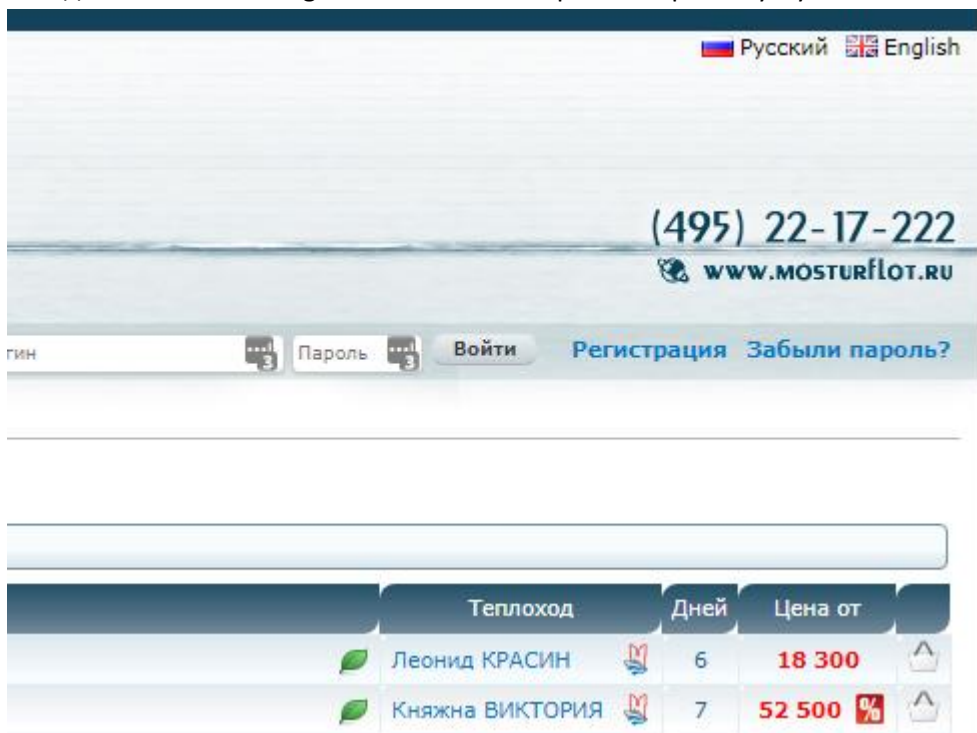 Русский English
(495) 22-17-222
www.mosturflot.ru
гин Пароль Войти Регистрация Забыли пароль?
Теплоход Дней Цена от
Леонид КРАСИН 6 18 300
Княжна ВИКТОРИЯ 7 52 500 %